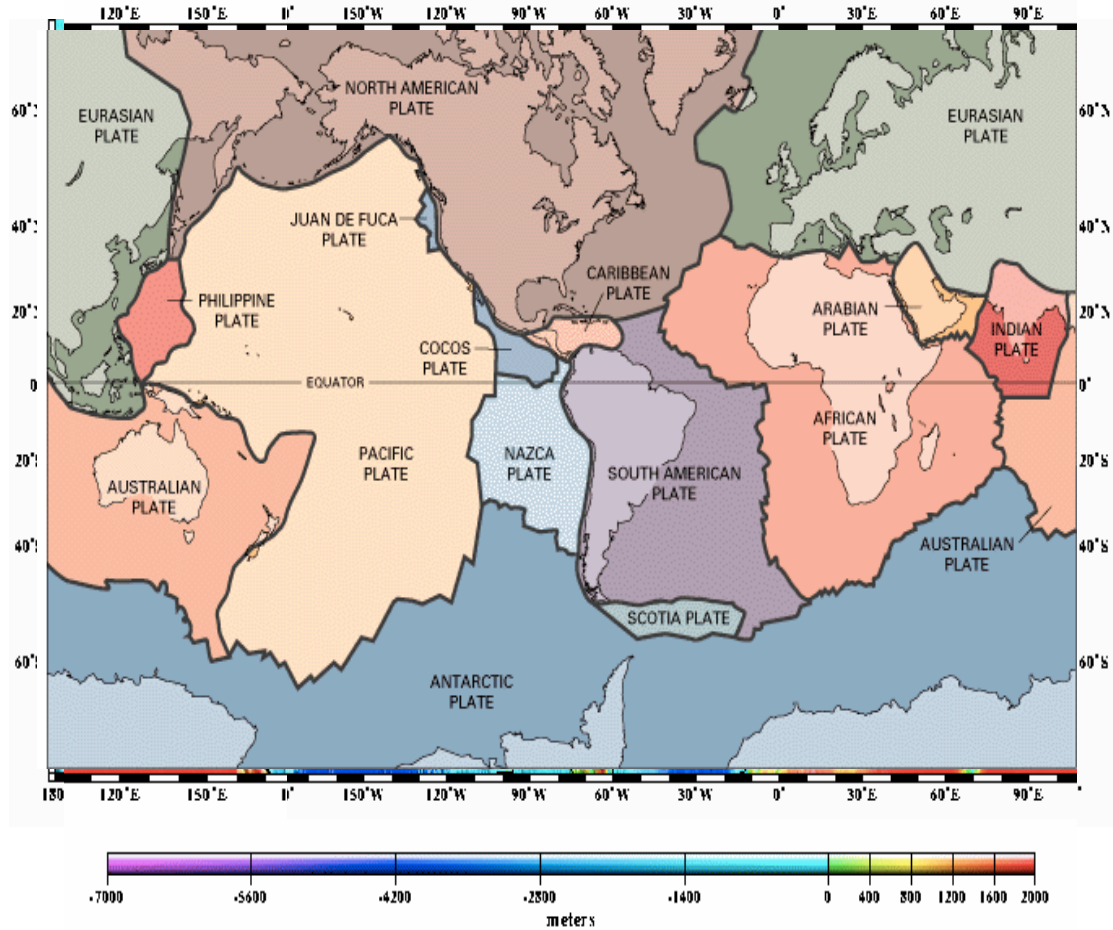 120˚E 150˚E 1˚ 150˚W 120˚W 90˚W 60˚W 30˚W 0˚ 30˚E 60˚E 90˚E
NORTH AMERICAN
PLATE
EURASIAN
PLATE
EURASIAN
PLATE
JUAN DE FUCA
PLATE
CARIBBEAN
PLATE
PHILIPPINE
PLATE
ARABIAN
PLATE
INDIAN
PLATE
COCOS
PLATE
EQUATOR
AFRICAN
PLATE
PACIFIC
PLATE
NAZCA
PLATE
SOUTH AMERICAN
PLATE
AUSTRALIAN
PLATE
AUSTRALIAN
PLATE
SCOTIA PLATE
ANTARCTIC
PLATE
40˚
20˚
0˚ 0˚
20˚S
40˚S
60˚S 60˚S
180 120˚E 150˚E 1˚ 150˚W 120˚W 90˚W 60˚W 30˚W 0˚ 30˚E 60˚E 90˚E
-7000 -5600 -4200 -2800 -1400 0 400 800 1200 1600 2000
meters